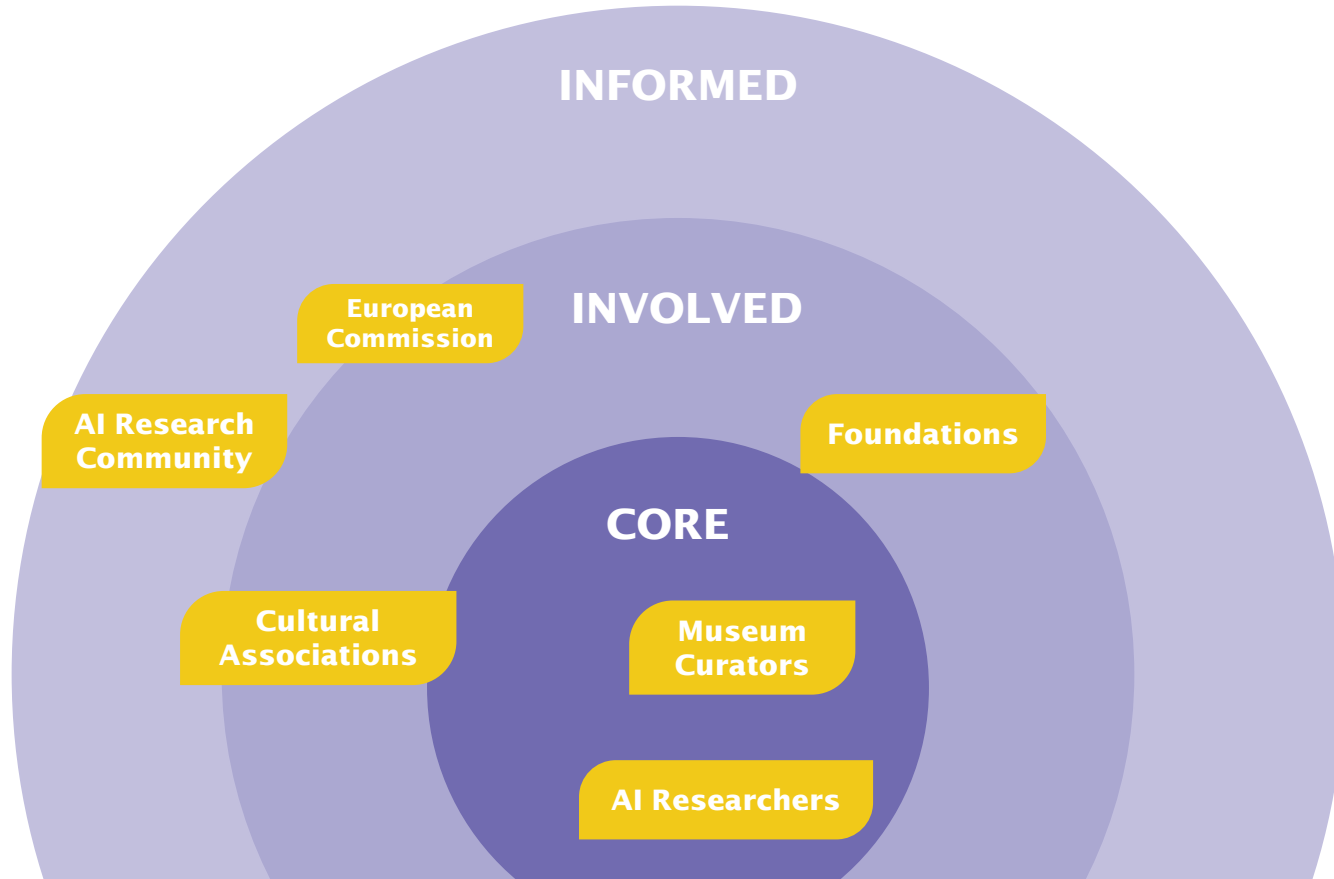 INFORMED
European
Commission
INVOLVED
AI Research
Community
Foundations
CORE
Cultural
Associations
Museum
Curators
AI Researchers